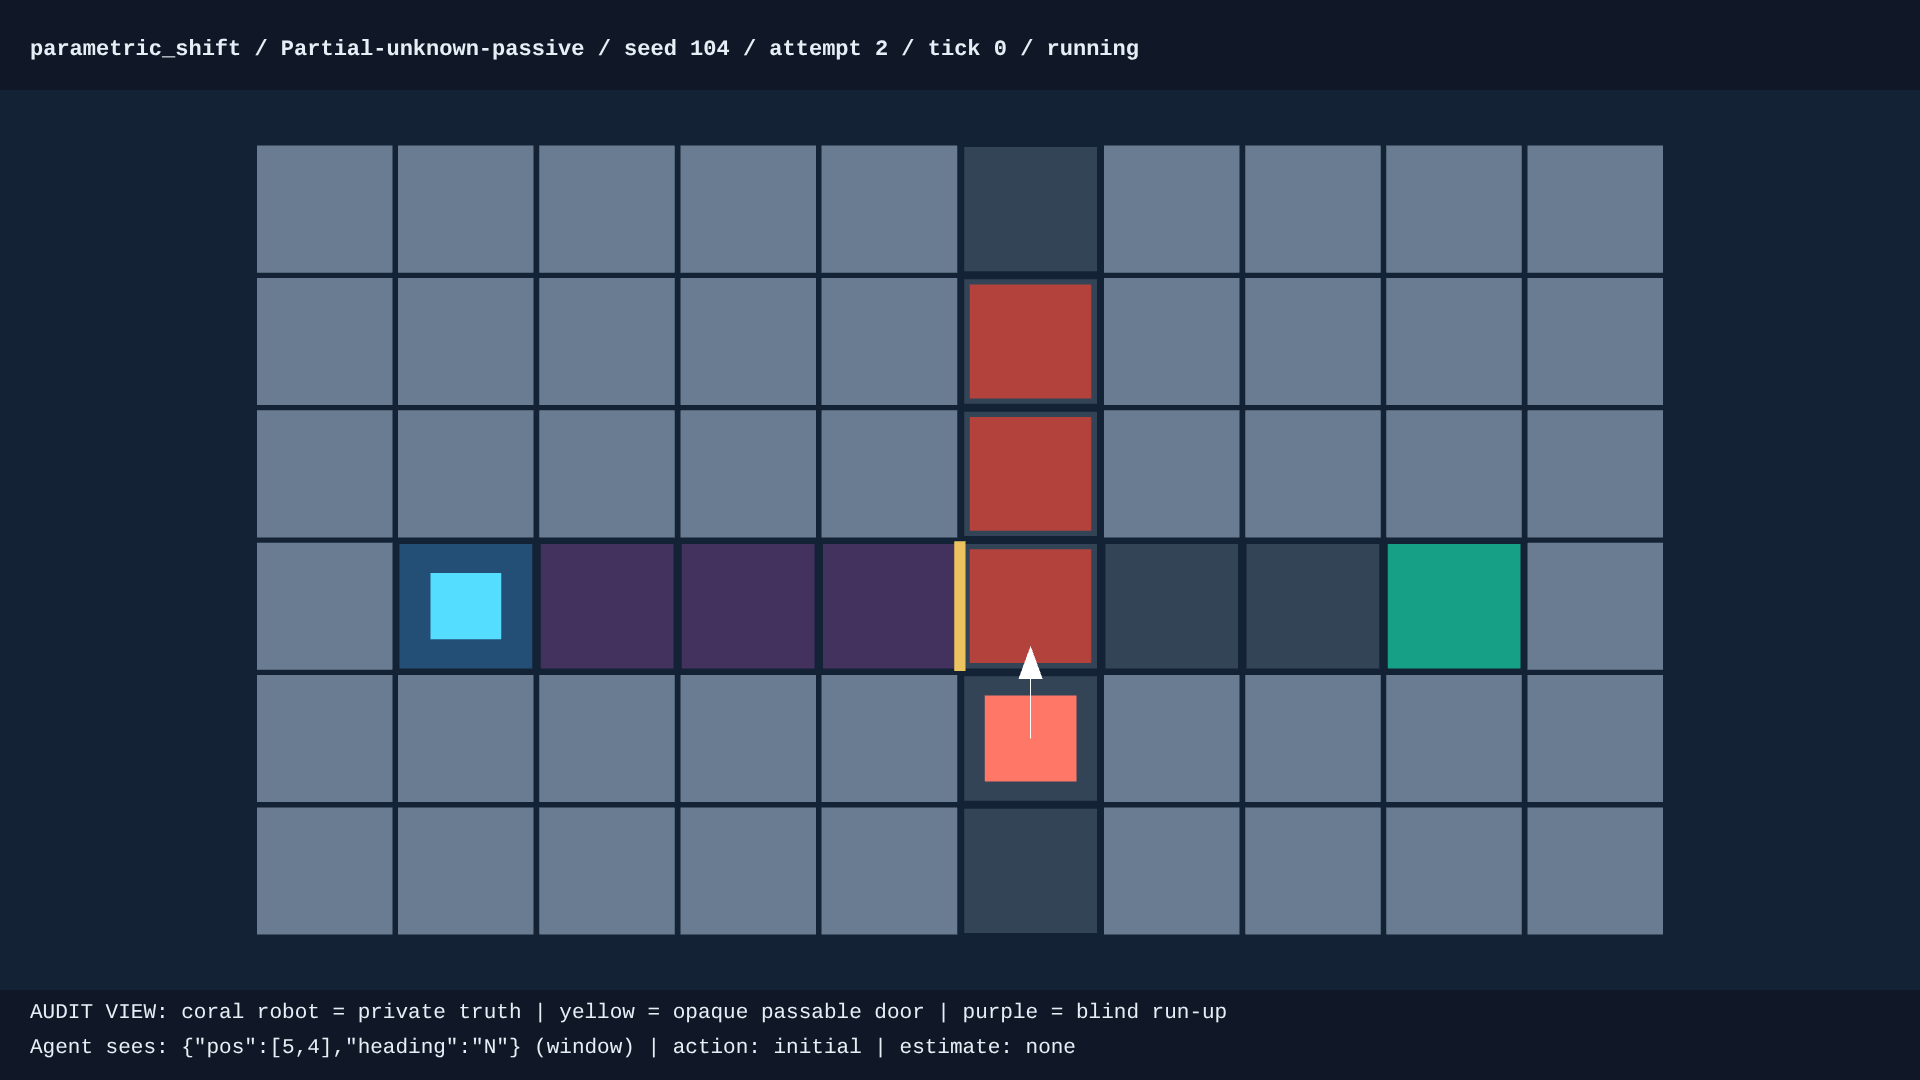 parametric_shift / Partial-unknown-passive / seed 104 / attempt 2 / tick 0 / running
AUDIT VIEW: coral robot = private truth | yellow = opaque passable door | purple = blind run-up
Agent sees: {"pos":[5,4],"heading":"N"} (window) | action: initial | estimate: none